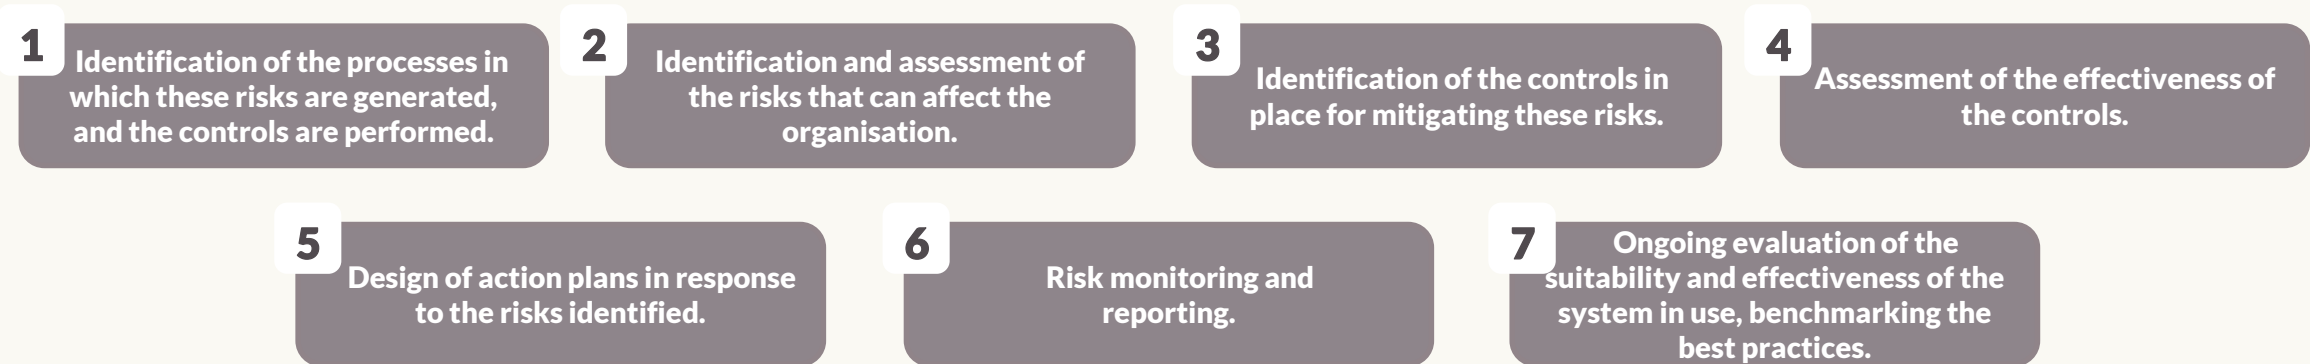 1
Identification of the processes in
which these risks are generated,
and the controls are performed.
2
Identification and assessment of
the risks that can affect the
organisation.
3
Identification of the controls in
place for mitigating these risks.
4
Assessment of the effectiveness of
the controls.
5
Design of action plans in response
to the risks identified.
6
Risk monitoring and
reporting.
7
Ongoing evaluation of the
suitability and effectiveness of the
system in use, benchmarking the
best practices.